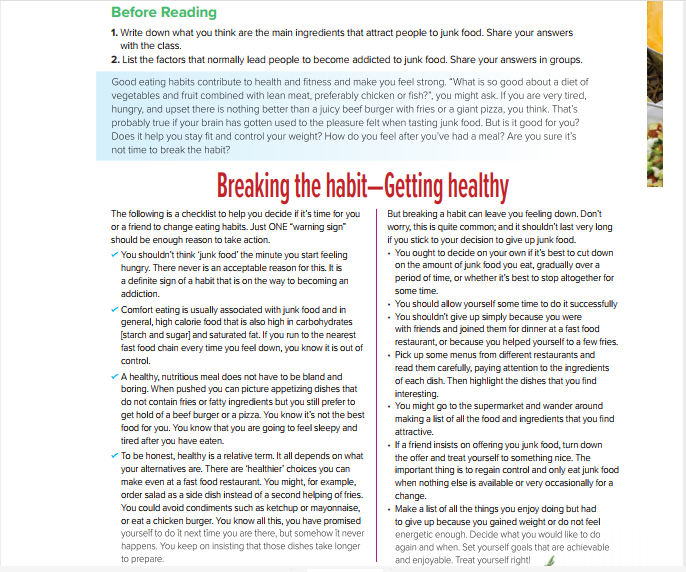 Before Reading
1. Write down what you think are the main ingredients that attract people to junk food. Share your answers
with the class.
2. List the factors that normally lead people to become addicted to junk food. Share your answers in groups.
Good eating habits contribute to health and fitness and make you feel strong. “What is so good about a diet of
vegetables and fruit combined with lean meat, preferably chicken or fish?”, you might ask. If you are very tired,
hungry, and upset there is nothing better than a juicy beef burger with fries or a giant pizza, you think. That’s
probably true if your brain has gotten used to the pleasure felt when tasting junk food. But is it good for you?
Does it help you stay fit and control your weight? How do you feel after you’ve had a meal? Are you sure it’s
not time to break the habit?
Breaking the habit—Getting healthy
The following is a checklist to help you decide if it’s time for you
or a friend to change eating habits. Just ONE “warning sign”
should be enough reason to take action.
✓ You shouldn’t think ‘junk food’ the minute you start feeling
hungry. There never is an acceptable reason for this. It is
a definite sign of a habit that is on the way to becoming an
addiction.
✓ Comfort eating is usually associated with junk food and in
general, high calorie food that is also high in carbohydrates
[starch and sugar] and saturated fat. If you run to the nearest
fast food chain every time you feel down, you know it is out of
control.
✓ A healthy, nutritious meal does not have to be bland and
boring. When pushed you can picture appetizing dishes that
do not contain fries or fatty ingredients but you still prefer to
get hold of a beef burger or a pizza. You know it’s not the best
food for you. You know that you are going to feel sleepy and
tired after you have eaten.
✓ To be honest, healthy is a relative term. It all depends on what
your alternatives are. There are ‘healthier’ choices you can
make even at a fast food restaurant. You might, for example,
order salad as a side dish instead of a second helping of fries.
You could avoid condiments such as ketchup or mayonnaise,
or eat a chicken burger. You know all this, you have promised
yourself to do it next time you are there, but somehow it never
happens. You keep on insisting that those dishes take longer
to prepare.
But breaking a habit can leave you feeling down. Don’t
worry, this is quite common; and it shouldn’t last very long
if you stick to your decision to give up junk food.
• You ought to decide on your own if it’s best to cut down
on the amount of junk food you eat, gradually over a
period of time, or whether it’s best to stop altogether for
some time.
• You should allow yourself some time to do it successfully
• You shouldn’t give up simply because you were
with friends and joined them for dinner at a fast food
restaurant, or because you helped yourself to a few fries.
• Pick up some menus from different restaurants and
read them carefully, paying attention to the ingredients
of each dish. Then highlight the dishes that you find
interesting.
• You might go to the supermarket and wander around
making a list of all the food and ingredients that you find
attractive.
• If a friend insists on offering you junk food, turn down
the offer and treat yourself to something nice. The
important thing is to regain control and only eat junk food
when nothing else is available or very occasionally for a
change.
• Make a list of all the things you enjoy doing but had
to give up because you gained weight or do not feel
energetic enough. Decide what you would like to do
again and when. Set yourself goals that are achievable
and enjoyable. Treat yourself right!